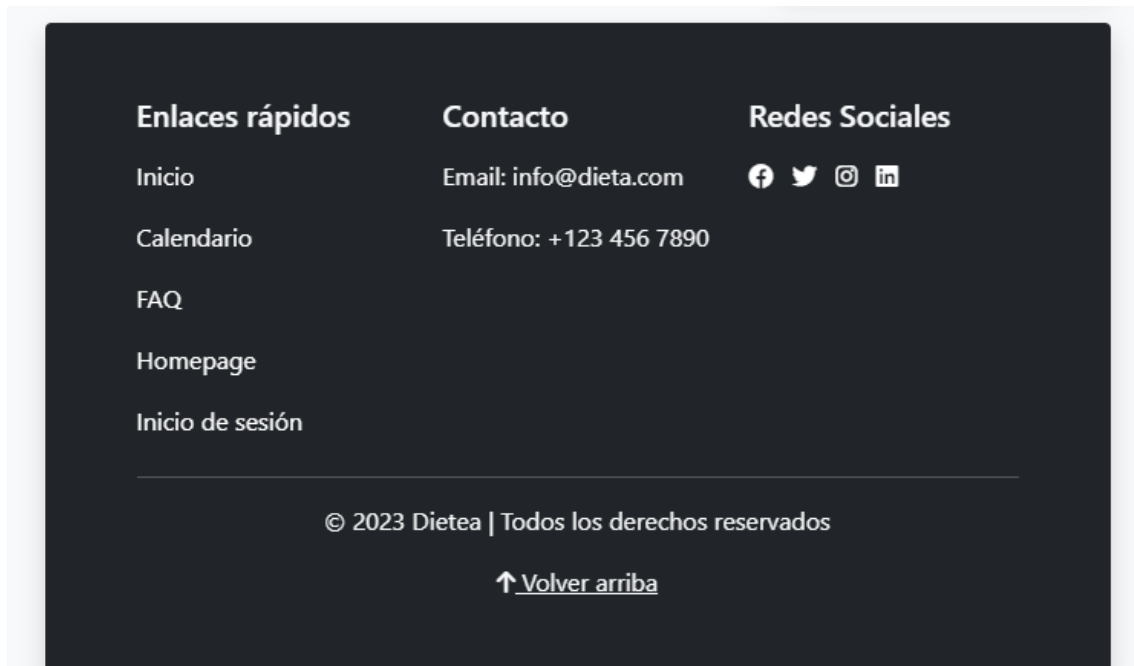 Enlaces rápidos
Inicio
Calendario
FAQ
Homepage
Inicio de sesión
Contacto
Email: info@dieta.com
Teléfono: +123 456 7890
Redes Sociales
© 2023 Dietea | Todos los derechos reservados
Volver arriba